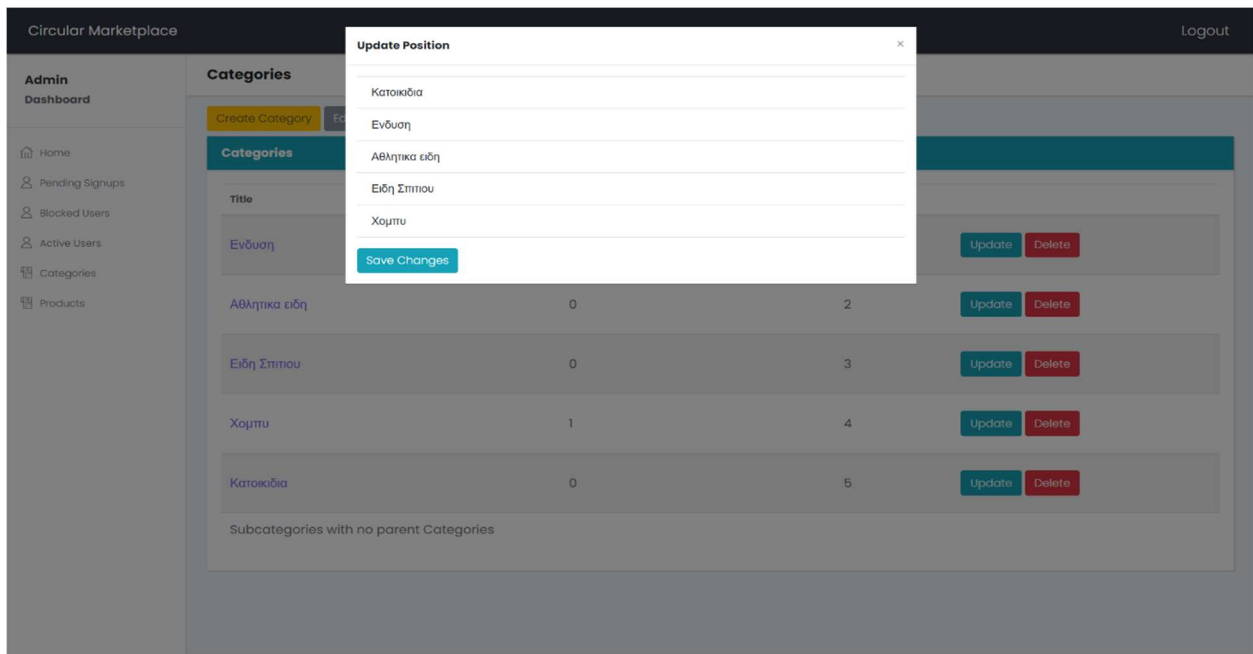 Circular Marketplace
Logout
Update Position
×
Κατοικιδια
Ενδυση
Αθλητικα ειδη
Ειδη Σπιτιου
Χομπυ
Save Changes
Admin
Dashboard
Home
Pending Signups
Blocked Users
Active Users
Categories
Products
Categories
Create Category
Categories
Title
Ενδυση Update Delete
Αθλητικα ειδη 0 2 Update Delete
Ειδη Σπιτιου 0 3 Update Delete
Χομπυ 1 4 Update Delete
Κατοικιδια 0 5 Update Delete
Subcategories with no parent Categories